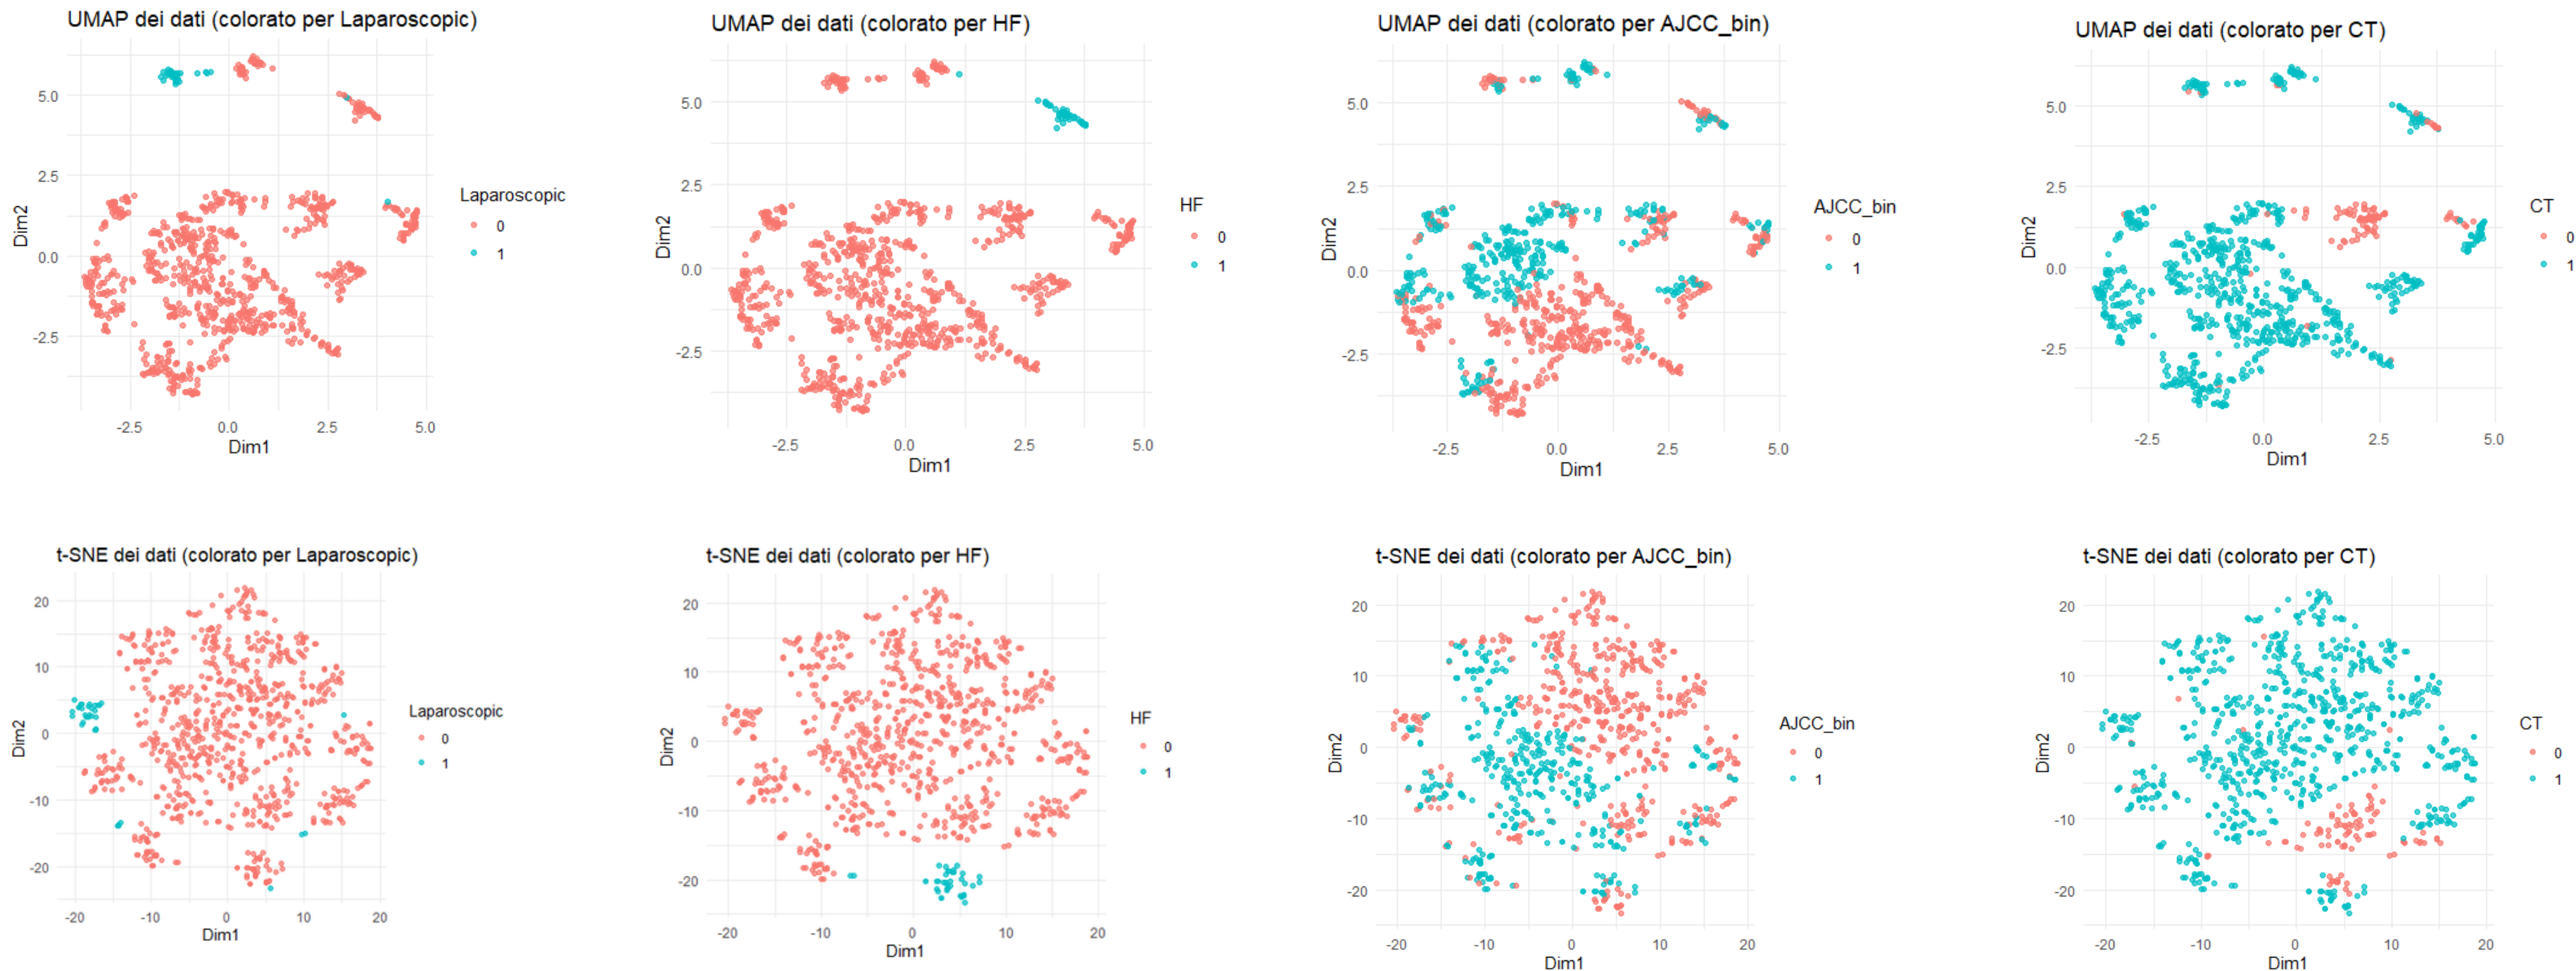 UMAP dei dati (colorato per Laparoscopic)
5.0
2.5
0.0
-2.5
Dim2
-2.5 0.0 2.5 5.0
Dim1
Laparoscopic
0
1
UMAP dei dati (colorato per HF)
5.0
2.5
0.0
-2.5
Dim2
-2.5 0.0 2.5 5.0
Dim1
HF
0
1
UMAP dei dati (colorato per AJCC_bin)
5.0
2.5
0.0
-2.5
Dim2
-2.5 0.0 2.5 5.0
Dim1
AJCC_bin
0
1
UMAP dei dati (colorato per CT)
5.0
2.5
0.0
-2.5
Dim2
-2.5 0.0 2.5 5.0
Dim1
CT
0
1
t-SNE dei dati (colorato per Laparoscopic)
20
10
0
-10
-20
Dim2
-20 -10 0 10 20
Dim1
Laparoscopic
0
1
t-SNE dei dati (colorato per HF)
20
10
0
-10
-20
Dim2
-20 -10 0 10 20
Dim1
HF
0
1
t-SNE dei dati (colorato per AJCC_bin)
20
10
0
-10
-20
Dim2
-20 -10 0 10 20
Dim1
AJCC_bin
0
1
t-SNE dei dati (colorato per CT)
20
10
0
-10
-20
Dim2
-20 -10 0 10 20
Dim1
CT
0
1